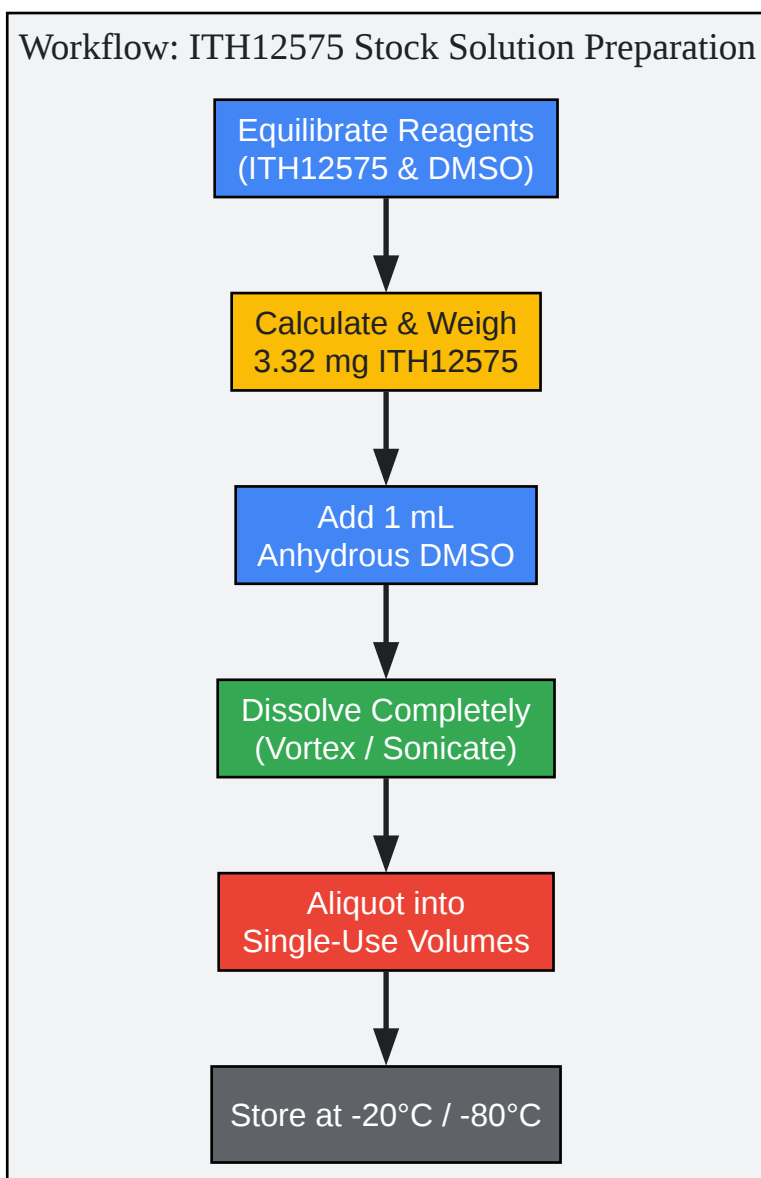 Workflow: ITH12575 Stock Solution Preparation
Equilibrate Reagents
(ITH12575 & DMSO)
Calculate & Weigh
3.32 mg ITH12575
Add 1 mL
Anhydrous DMSO
Dissolve Completely
(Vortex / Sonicate)
Aliquot into
Single-Use Volumes
Store at -20°C / -80°C